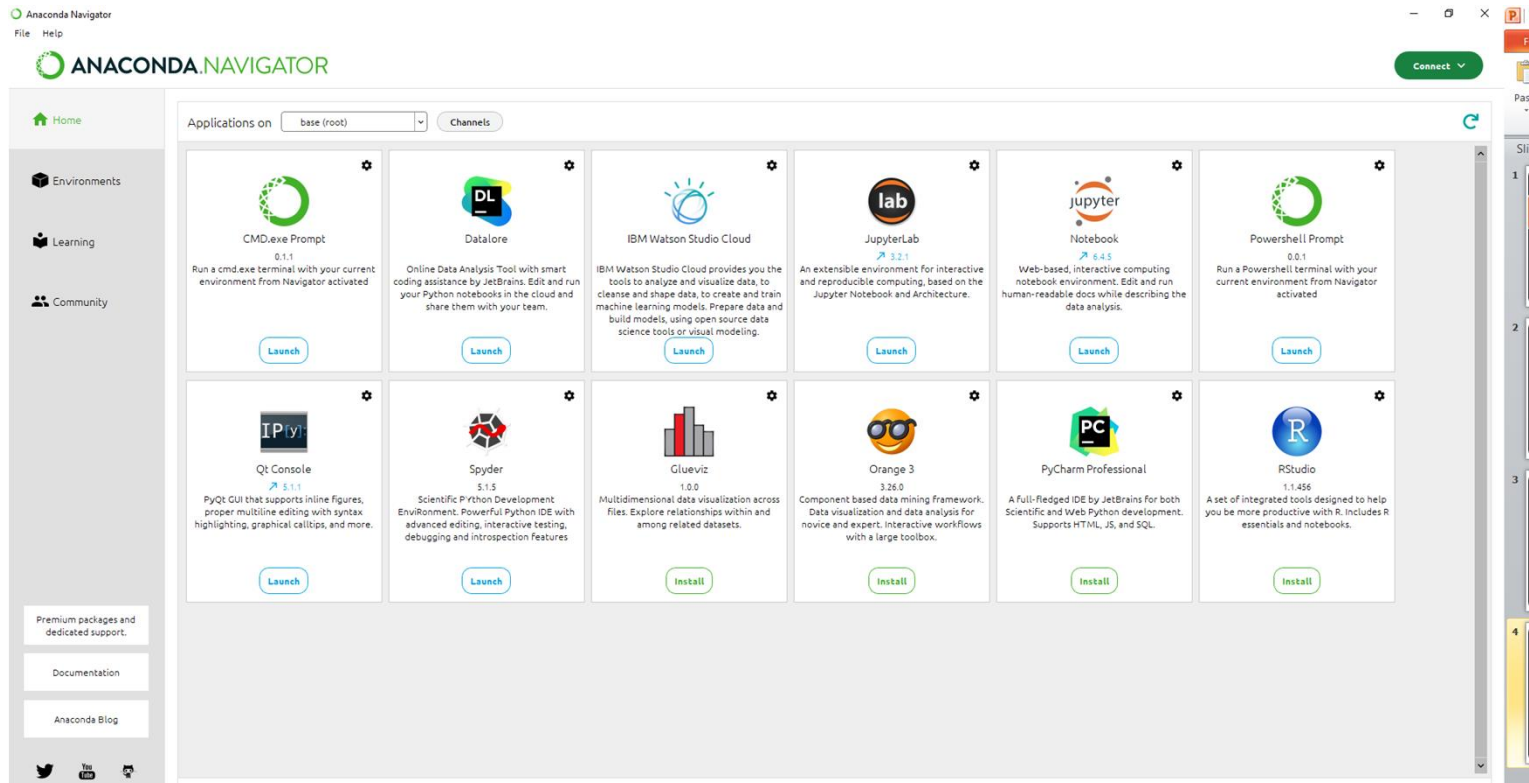 Anaconda Navigator
File Help
ANACONDA.NAVIGATOR
Connect
Home
Environments
Learning
Community
Premium packages and
dedicated support.
Documentation
Anaconda Blog
You
Tube
Applications on base (root) Channels
CMD.exe Prompt
0.1.1
Run a cmd.exe terminal with your current
environment from Navigator activated
Launch
DL
Datalore
Online Data Analysis Tool with smart
coding assistance by JetBrains. Edit and run
your Python notebooks in the cloud and
share them with your team.
Launch
IBM Watson Studio Cloud
IBM Watson Studio Cloud provides you the
tools to analyze and visualize data, to
cleanse and shape data, to create and train
machine learning models. Prepare data and
build models, using open source data
science tools or visual modeling.
Launch
lab
JupyterLab
3.2.1
An extensible environment for interactive
and reproducible computing, based on the
Jupyter Notebook and Architecture.
Launch
jupyter
Notebook
6.4.5
Web-based, interactive computing
notebook environment. Edit and run
human-readable docs while describing the
data analysis.
Launch
Powershell Prompt
0.0.1
Run a Powershell terminal with your
current environment from Navigator
activated
Launch
IP[y]:
Qt Console
5.1.1
PyQt GUI that supports inline figures,
proper multiline editing with syntax
highlighting, graphical calltips, and more.
Launch
Spyder
5.1.5
Scientific PYthon Development
EnviRonment. Powerful Python IDE with
advanced editing, interactive testing,
debugging and introspection features
Launch
Glueviz
1.0.0
Multidimensional data visualization across
files. Explore relationships within and
among related datasets.
Install
Orange 3
3.26.0
Component based data mining framework.
Data visualization and data analysis for
novice and expert. Interactive workflows
with a large toolbox.
Install
PC
PyCharm Professional
A full-fledged IDE by JetBrains for both
Scientific and Web Python development.
Supports HTML, JS, and SQL.
Install
R
RStudio
1.1.456
A set of integrated tools designed to help
you be more productive with R. Includes R
essentials and notebooks.
Install
P
F
Pas
Sli
1
2
3
4